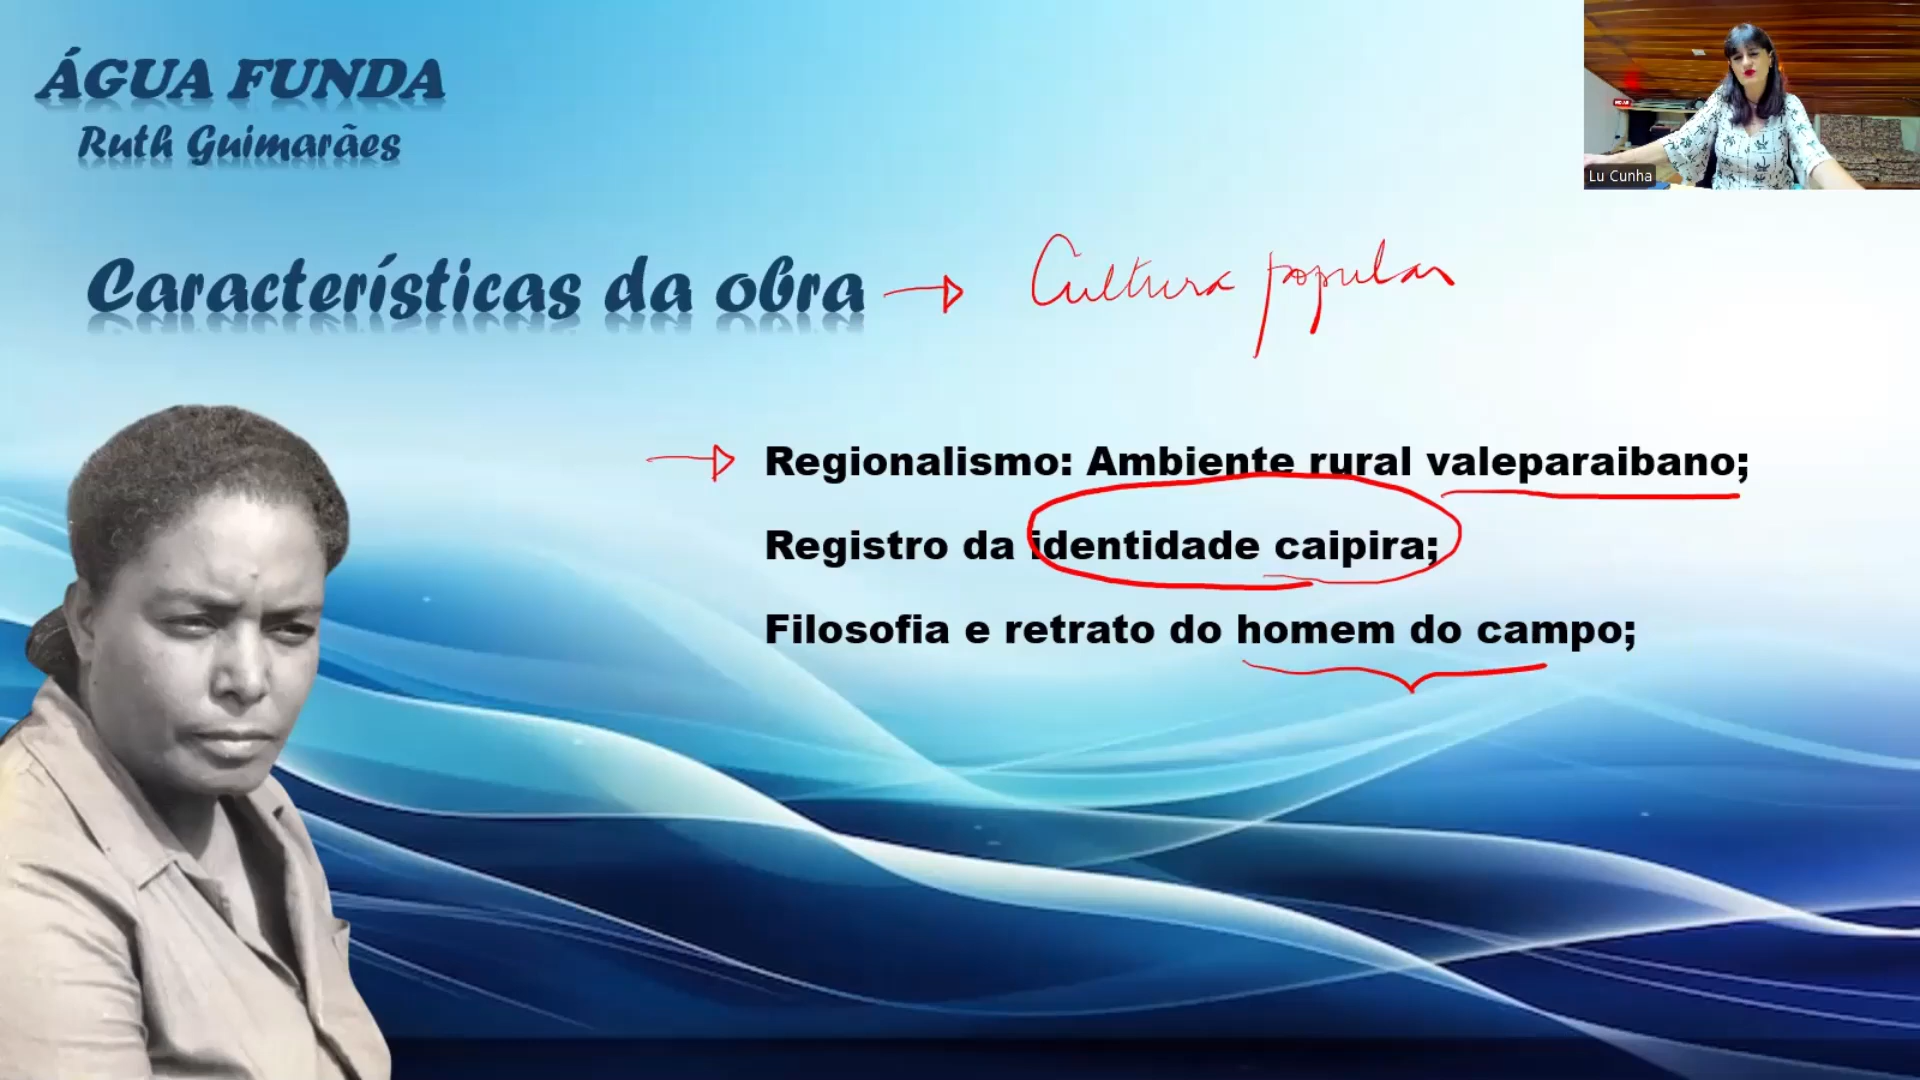 ÁGUA FUNDA
Ruth Guimarães
Lu Cunha
Características da obra
Cultura popular
Regionalismo: Ambiente rural valeparaibano;
Registro da identidade caipira;
Filosofia e retrato do homem do campo;